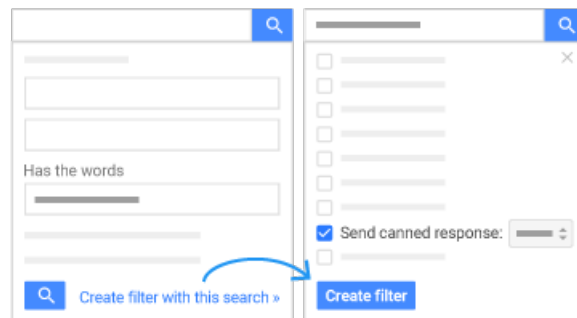 Has the words
Create filter with this search »
Send canned response:
Create filter